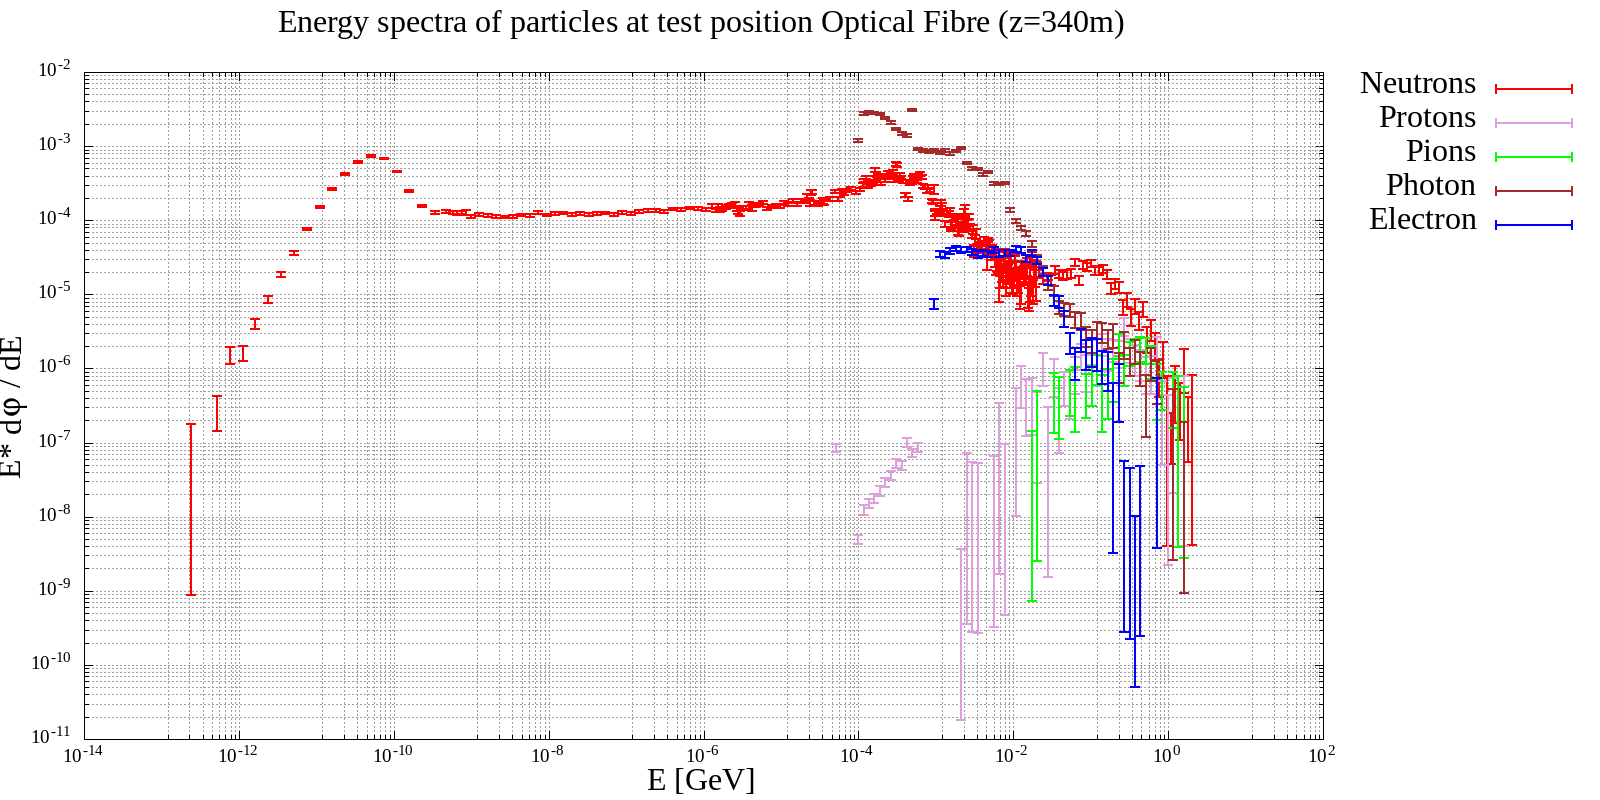 Energy spectra of particles at test position Optical Fibre (z=340m)
Neutrons
Protons
Pions
Photon
Electron
E* dφ / dE
10^-2
10^-3
10^-4
10^-5
10^-6
10^-7
10^-8
10^-9
10^-10
10^-11
10^-14 10^-12 10^-10 10^-8 10^-6 10^-4 10^-2 10^0 10^2
E [GeV]